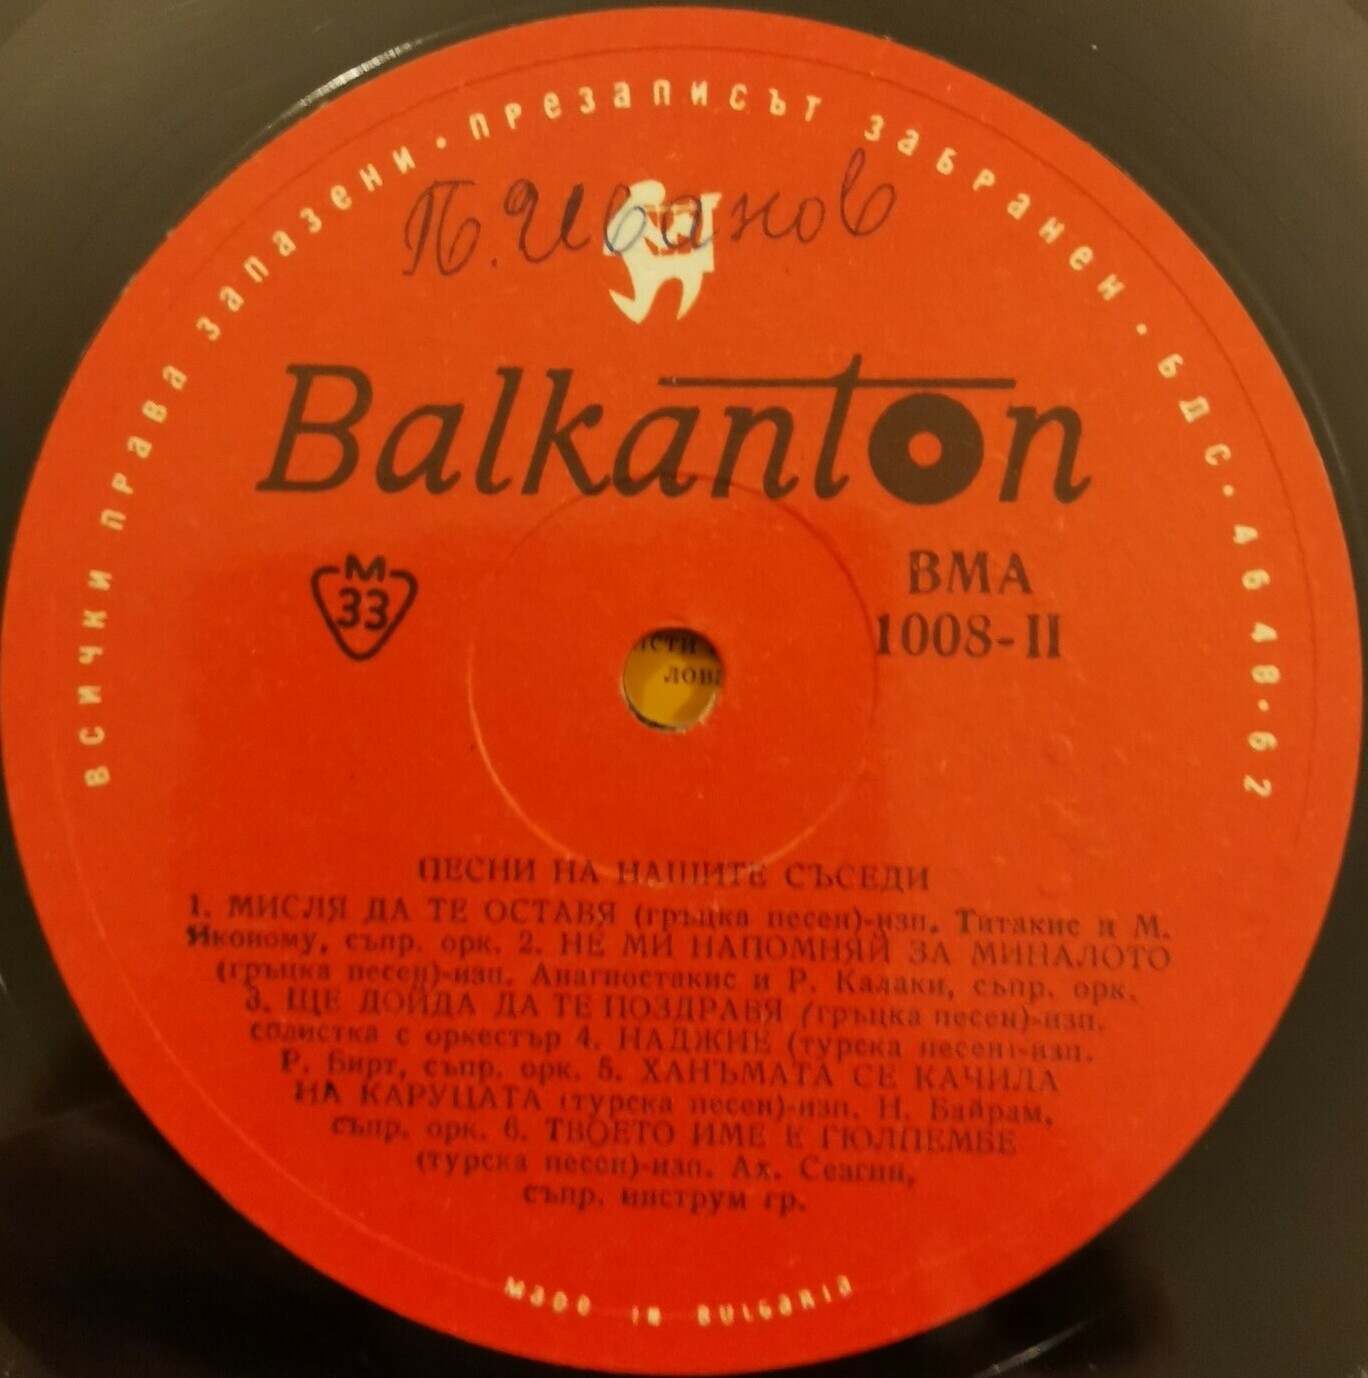 ВСИЧКИ ПРАВА ЗАПАЗЕНИ · ПРЕЗАПИСЪТ ЗАБРАНЕН · БДС · 46 48 · 62
П. Иванов
Balkanton
М
33
ВМА
1008-II
ПЕСНИ НА НАШИТЕ СЪСЕДИ
1. МИСЛЯ ДА ТЕ ОСТАВЯ (гръцка песен)-изп. Титакис и М.
Иконому, съпр. орк. 2. НЕ МИ НАПОМНЯЙ ЗА МИНАЛОТО
(гръцка песен)-изп. Анагностакис и Р. Калаки, съпр. орк.
3. ЩЕ ДОЙДА ДА ТЕ ПОЗДРАВЯ (гръцка песен)-изп.
солистка с оркестър 4. НАДЖИЕ (турска песен)-изп.
Р. Бирт, съпр. орк. 5. ХАНЪМАТА СЕ КАЧИЛА
НА КАРУЦАТА (турска песен)-изп. Н. Байрам,
съпр. орк. 6. ТВОЕТО ИМЕ Е ГЮЛПЕМБЕ
(турска песен)-изп. Ах. Сезгин,
съпр. инструм гр.
MADE IN BULGARIA